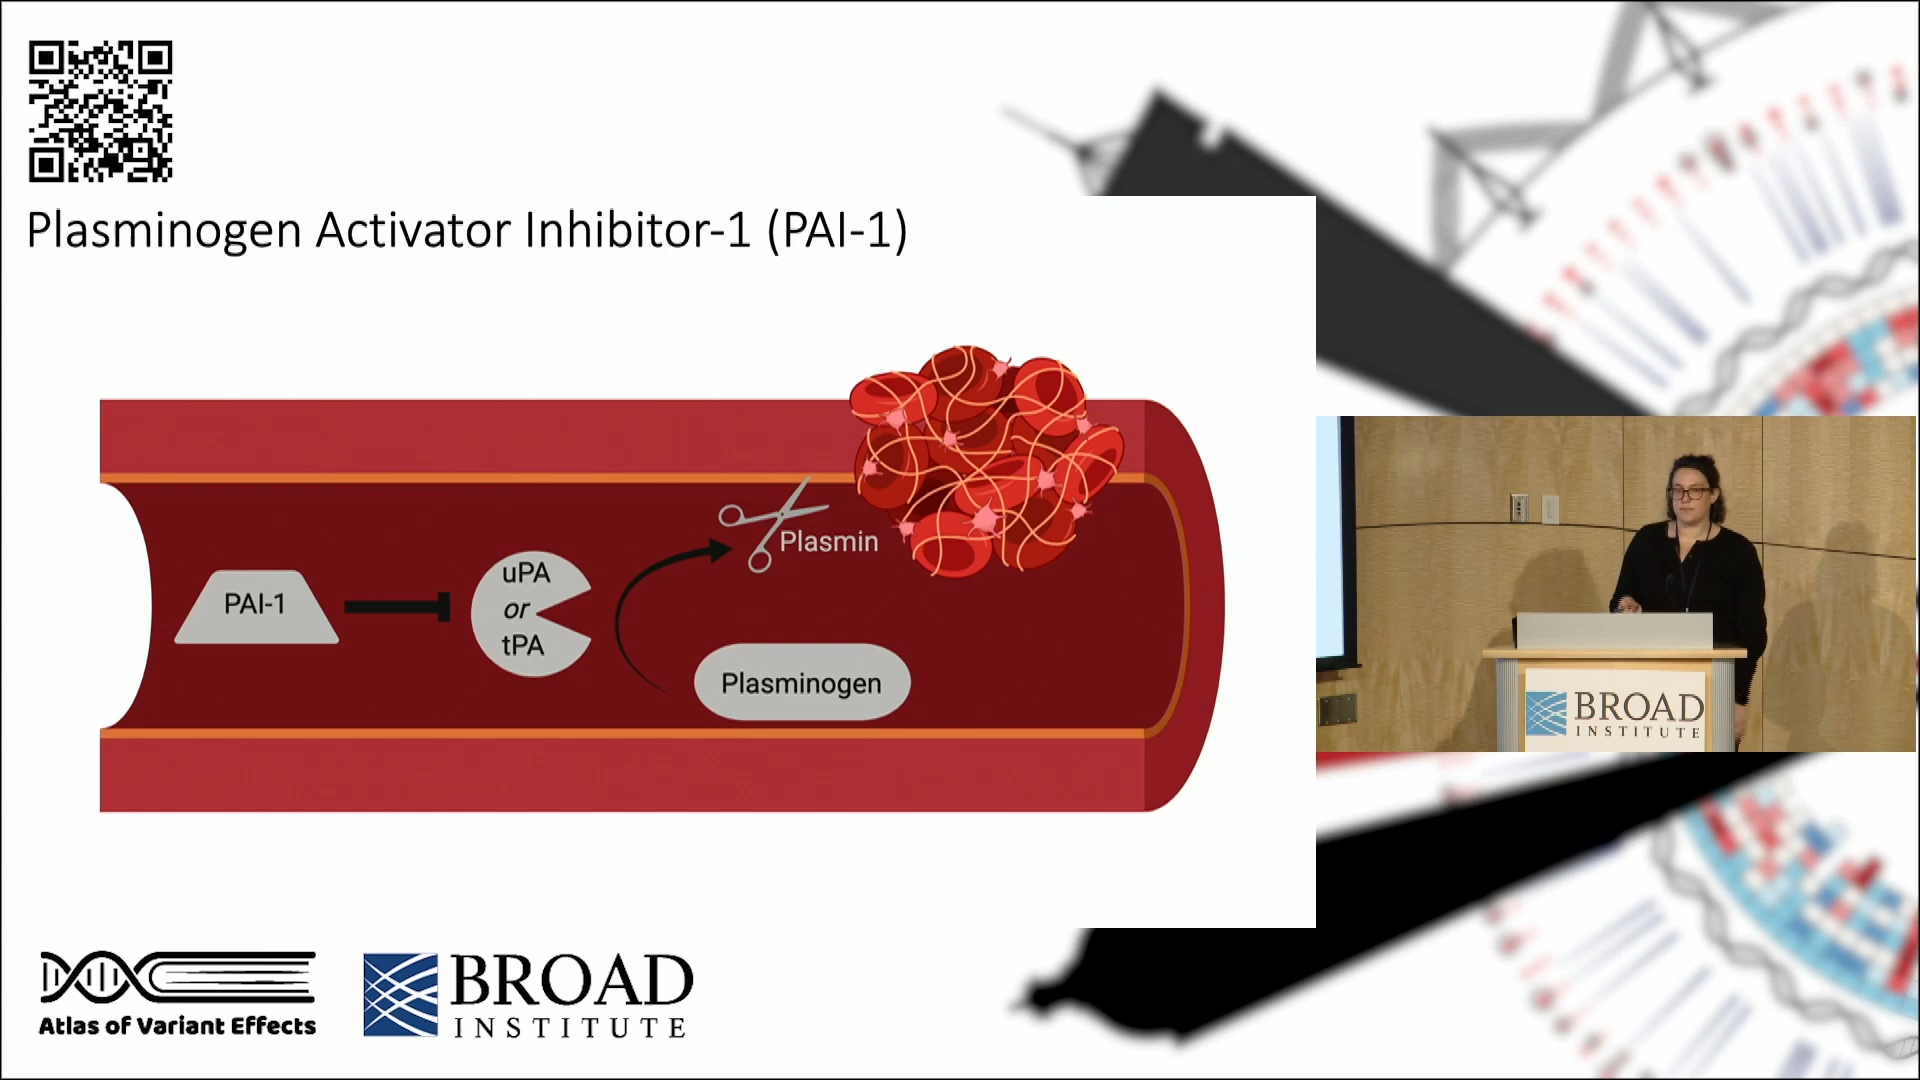 Plasminogen Activator Inhibitor-1 (PAI-1)
PAI-1
uPA
or
tPA
Plasmin
Plasminogen
BROAD
INSTITUTE
Atlas of Variant Effects
BROAD
INSTITUTE